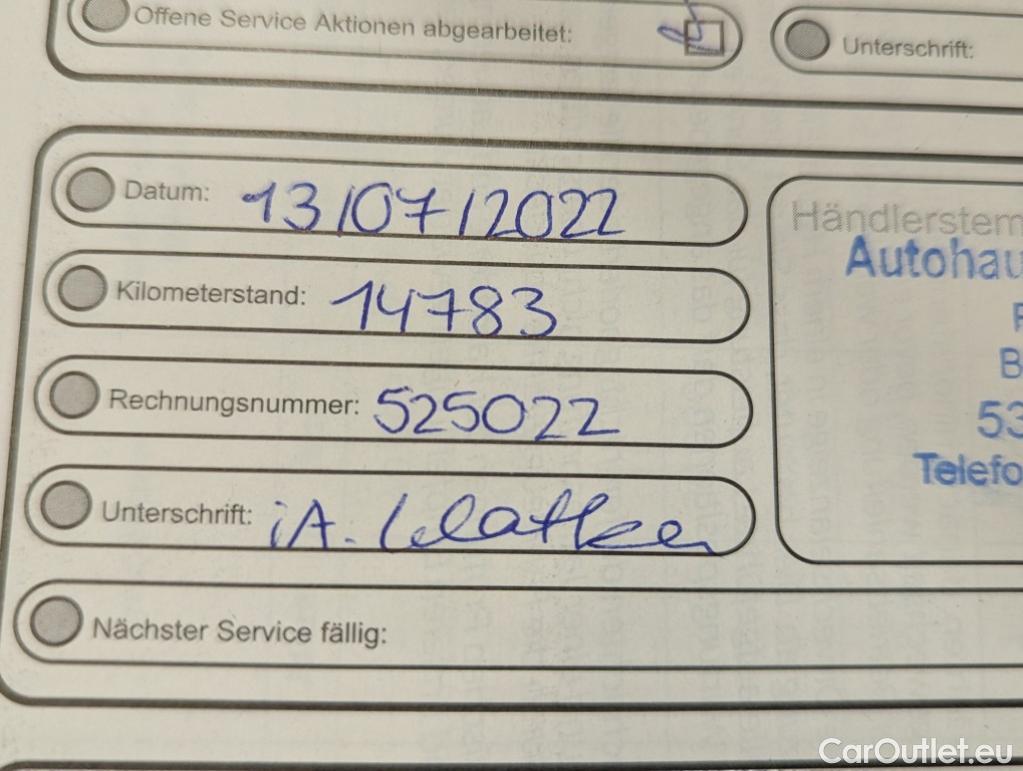 Offene Service Aktionen abgearbeitet:
Unterschrift:
Datum: 13/07/2022
Kilometerstand: 14783
Rechnungsnummer: 525022
Unterschrift: iA.
Nächster Service fällig:
Händlerstem
Autohau
B
53
Telefo
CarOutlet.eu